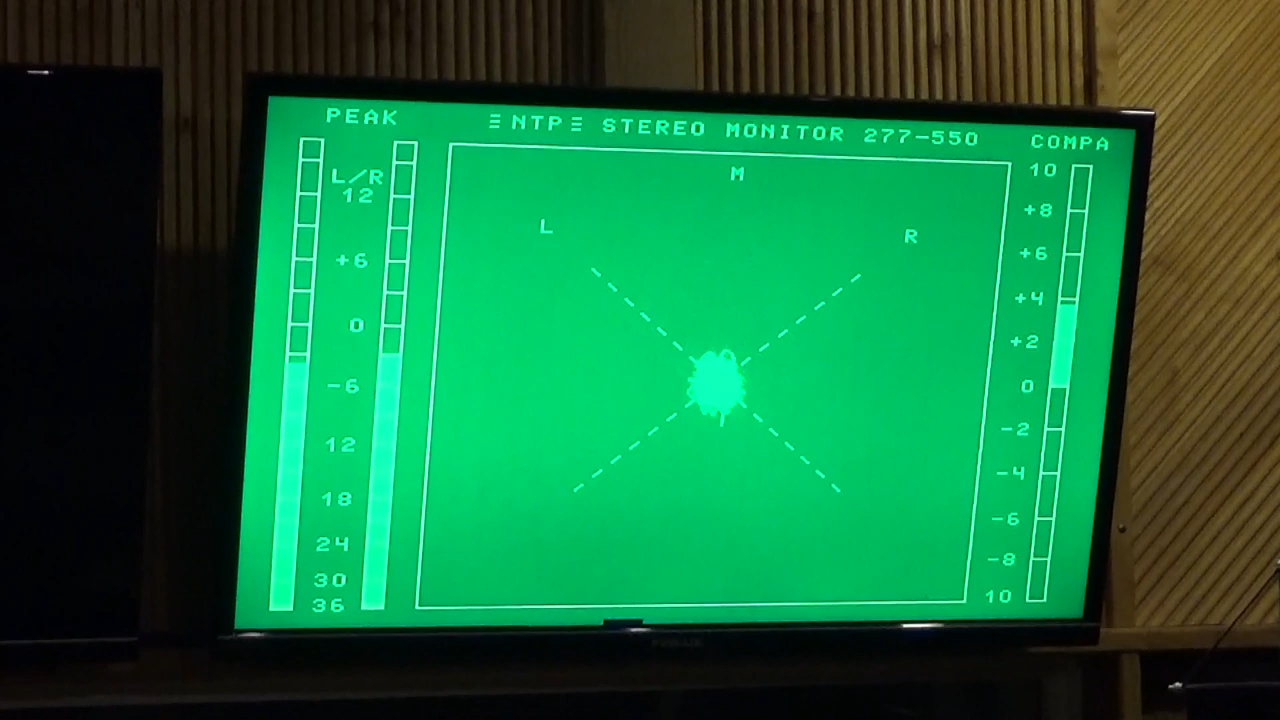 PEAK
≡NTP≡ STEREO MONITOR 277-550
COMPA
L/R
12
+6
0
-6
12
18
24
30
36
M
L
R
10
+8
+6
+4
+2
0
-2
-4
-6
-8
10